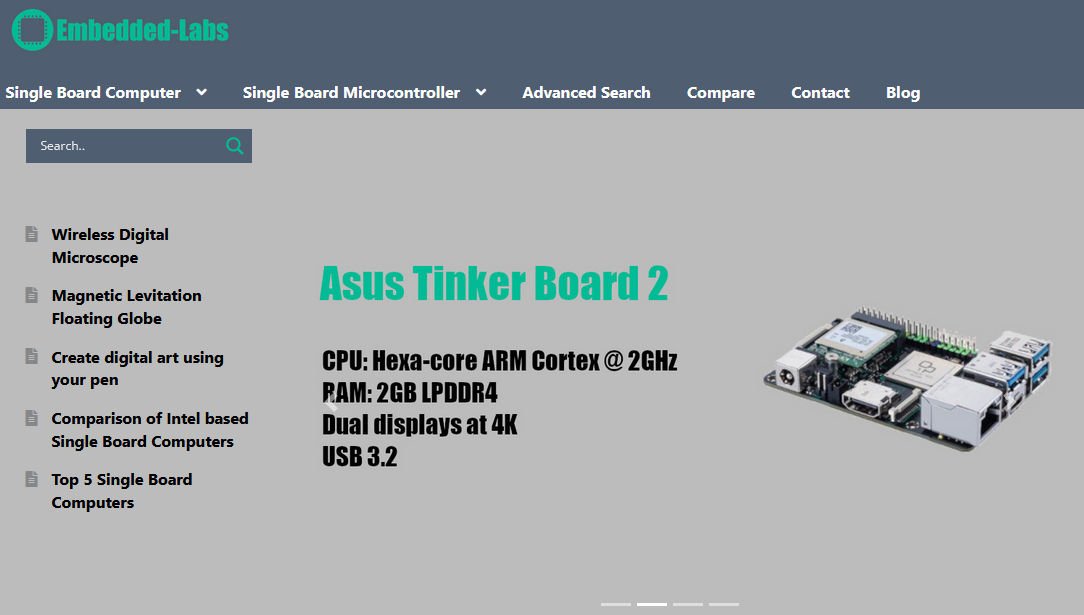 Embedded-Labs
Single Board Computer
Single Board Microcontroller
Advanced Search
Compare
Contact
Blog
Search..
Wireless Digital
Microscope
Magnetic Levitation
Floating Globe
Create digital art using
your pen
Comparison of Intel based
Single Board Computers
Top 5 Single Board
Computers
Asus Tinker Board 2
CPU: Hexa-core ARM Cortex @ 2GHz
RAM: 2GB LPDDR4
Dual displays at 4K
USB 3.2